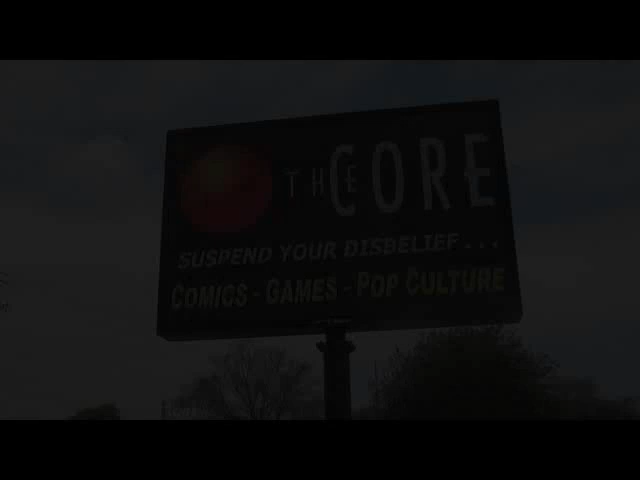 THE CORE
SUSPEND YOUR DISBELIEF...
COMICS - GAMES - POP CULTURE